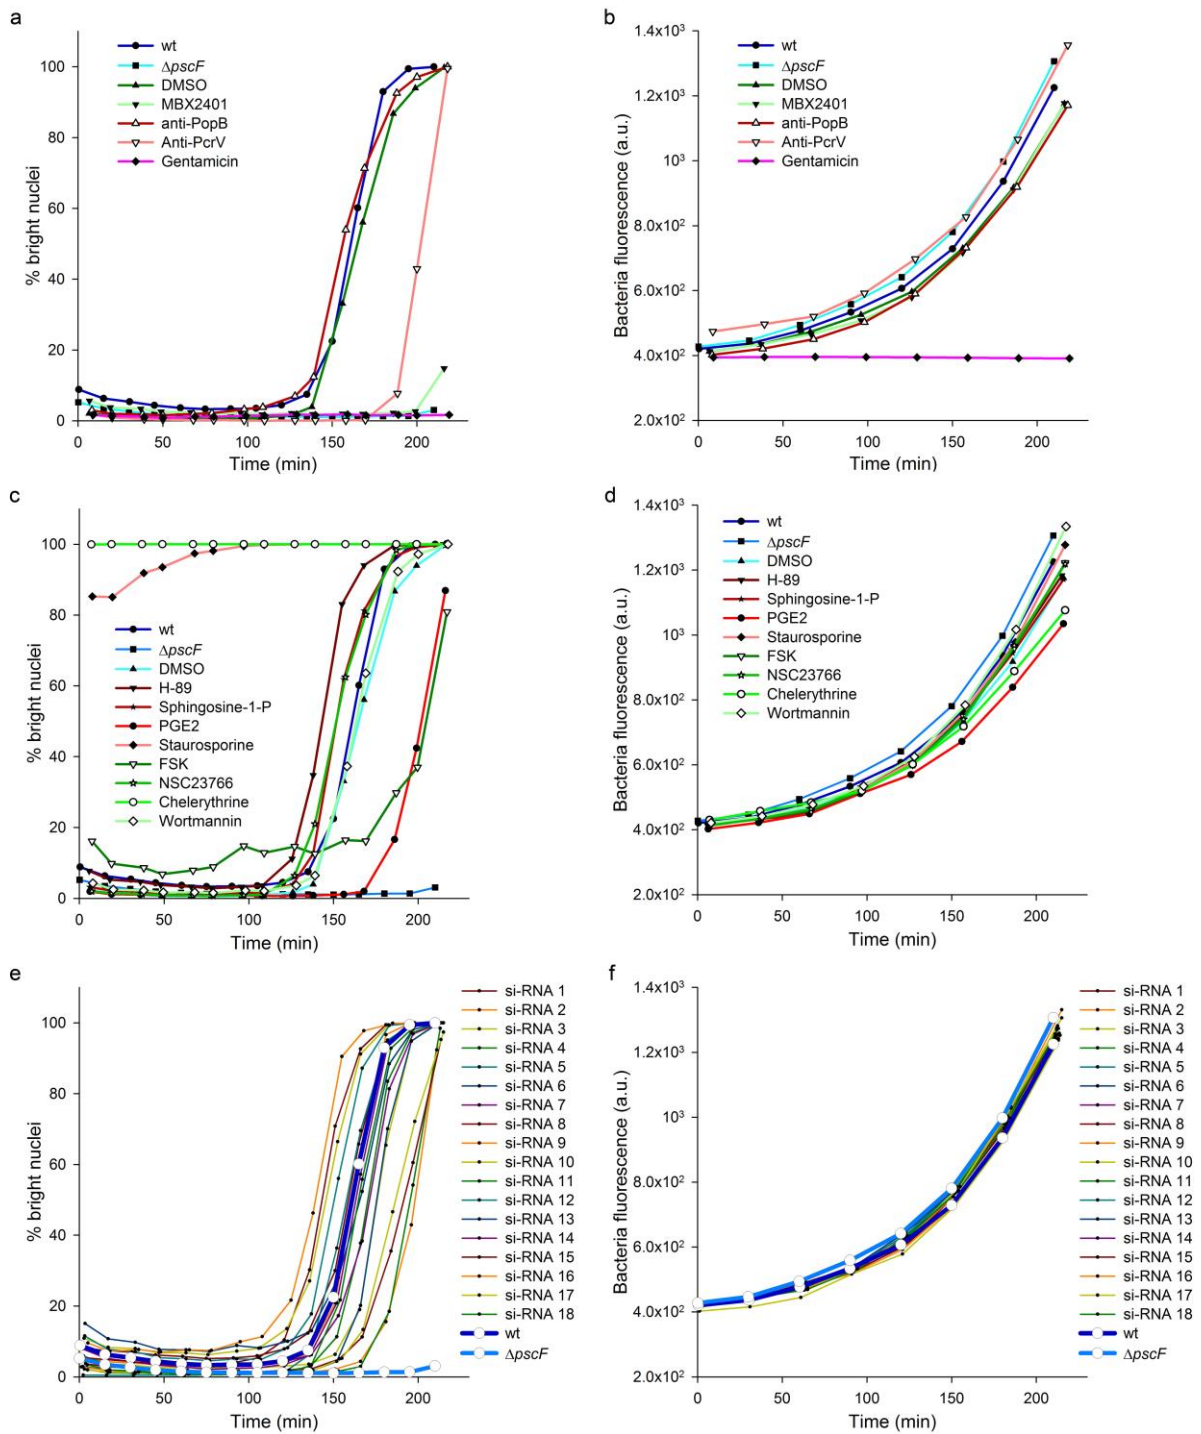 a
% bright nuclei
100
80
60
40
20
0
0 50 100 150 200
Time (min)
wt
ΔpscF
DMSO
MBX2401
anti-PopB
Anti-PcrV
Gentamicin
b
Bacteria fluorescence (a.u.)
1.4x10³
1.2x10³
10³
8.0x10²
6.0x10²
4.0x10²
2.0x10²
0 50 100 150 200
Time (min)
wt
ΔpscF
DMSO
MBX2401
anti-PopB
Anti-PcrV
Gentamicin
c
% bright nuclei
100
80
60
40
20
0
0 50 100 150 200
Time (min)
wt
ΔpscF
DMSO
H-89
Sphingosine-1-P
PGE2
Staurosporine
FSK
NSC23766
Chelerythrine
Wortmannin
d
Bacteria fluorescence (a.u.)
1.4x10³
1.2x10³
10³
8.0x10²
6.0x10²
4.0x10²
2.0x10²
0 50 100 150 200
Time (min)
wt
ΔpscF
DMSO
H-89
Sphingosine-1-P
PGE2
Staurosporine
FSK
NSC23766
Chelerythrine
Wortmannin
e
% bright nuclei
100
80
60
40
20
0
0 50 100 150 200
Time (min)
si-RNA 1
si-RNA 2
si-RNA 3
si-RNA 4
si-RNA 5
si-RNA 6
si-RNA 7
si-RNA 8
si-RNA 9
si-RNA 10
si-RNA 11
si-RNA 12
si-RNA 13
si-RNA 14
si-RNA 15
si-RNA 16
si-RNA 17
si-RNA 18
wt
ΔpscF
f
Bacteria fluorescence (a.u.)
1.4x10³
1.2x10³
10³
8.0x10²
6.0x10²
4.0x10²
2.0x10²
0 50 100 150 200
Time (min)
si-RNA 1
si-RNA 2
si-RNA 3
si-RNA 4
si-RNA 5
si-RNA 6
si-RNA 7
si-RNA 8
si-RNA 9
si-RNA 10
si-RNA 11
si-RNA 12
si-RNA 13
si-RNA 14
si-RNA 15
si-RNA 16
si-RNA 17
si-RNA 18
wt
ΔpscF